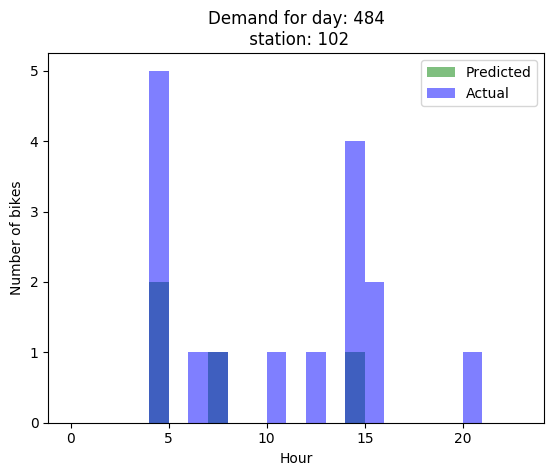 Demand for day: 484
station: 102
Predicted
Actual
5
4
3
2
1
0
Number of bikes
0 5 10 15 20
Hour